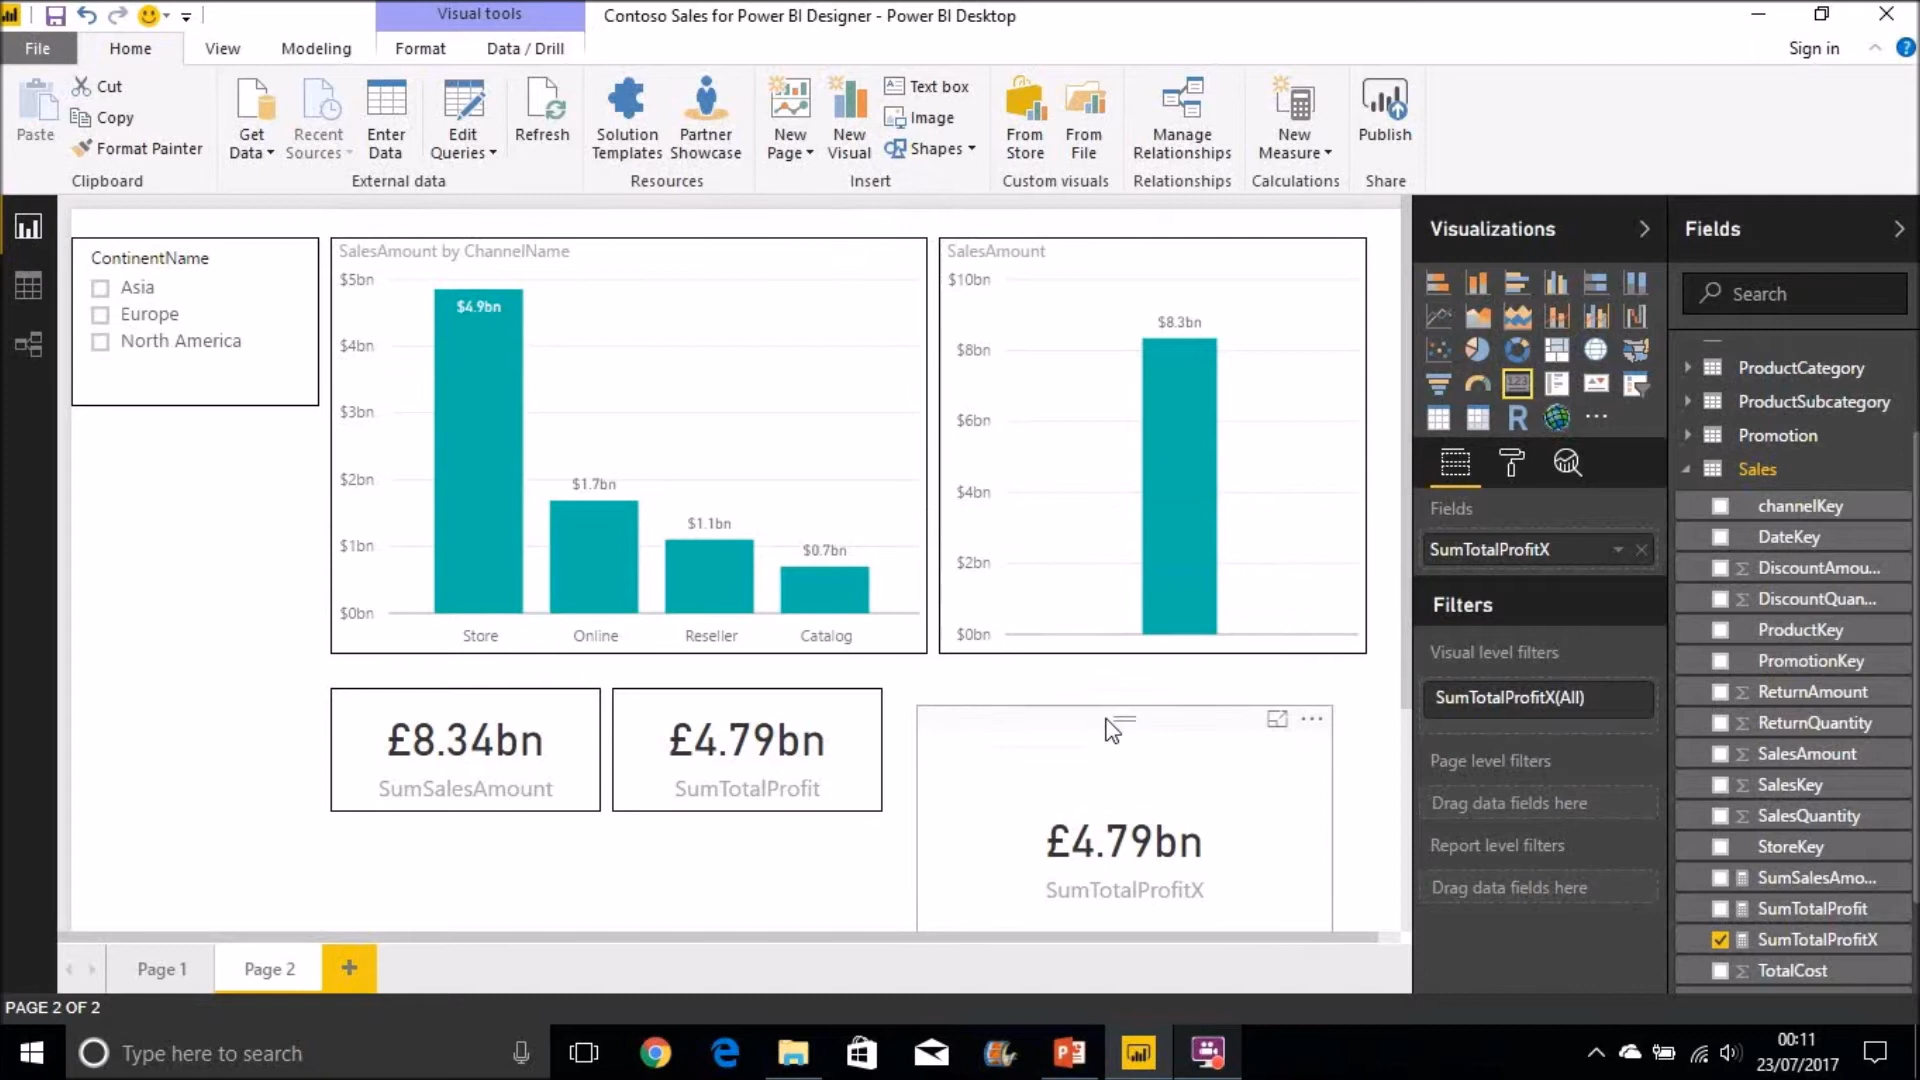 Visual tools
Contoso Sales for Power BI Designer - Power BI Desktop
File
Home
View
Modeling
Format
Data / Drill
Sign in
Paste
Cut
Copy
Format Painter
Clipboard
Get Data
Recent Sources
Enter Data
Edit Queries
Refresh
External data
Solution Templates
Partner Showcase
Resources
New Page
New Visual
Text box
Image
Shapes
Insert
From Store
From File
Custom visuals
Manage Relationships
Relationships
New Measure
Calculations
Publish
Share
ContinentName
Asia
Europe
North America
SalesAmount by ChannelName
$5bn
$4bn
$3bn
$2bn
$1bn
$0bn
$4.9bn
$1.7bn
$1.1bn
$0.7bn
Store
Online
Reseller
Catalog
SalesAmount
$10bn
$8bn
$6bn
$4bn
$2bn
$0bn
$8.3bn
£8.34bn
SumSalesAmount
£4.79bn
SumTotalProfit
£4.79bn
SumTotalProfitX
Visualizations
R
Fields
SumTotalProfitX
Filters
Visual level filters
SumTotalProfitX(All)
Page level filters
Drag data fields here
Report level filters
Drag data fields here
Fields
Search
ProductCategory
ProductSubcategory
Promotion
Sales
channelKey
DateKey
DiscountAmou...
DiscountQuan...
ProductKey
PromotionKey
ReturnAmount
ReturnQuantity
SalesAmount
SalesKey
SalesQuantity
StoreKey
SumSalesAmo...
SumTotalProfit
SumTotalProfitX
TotalCost
Page 1
Page 2
PAGE 2 OF 2
Type here to search
00:11
23/07/2017